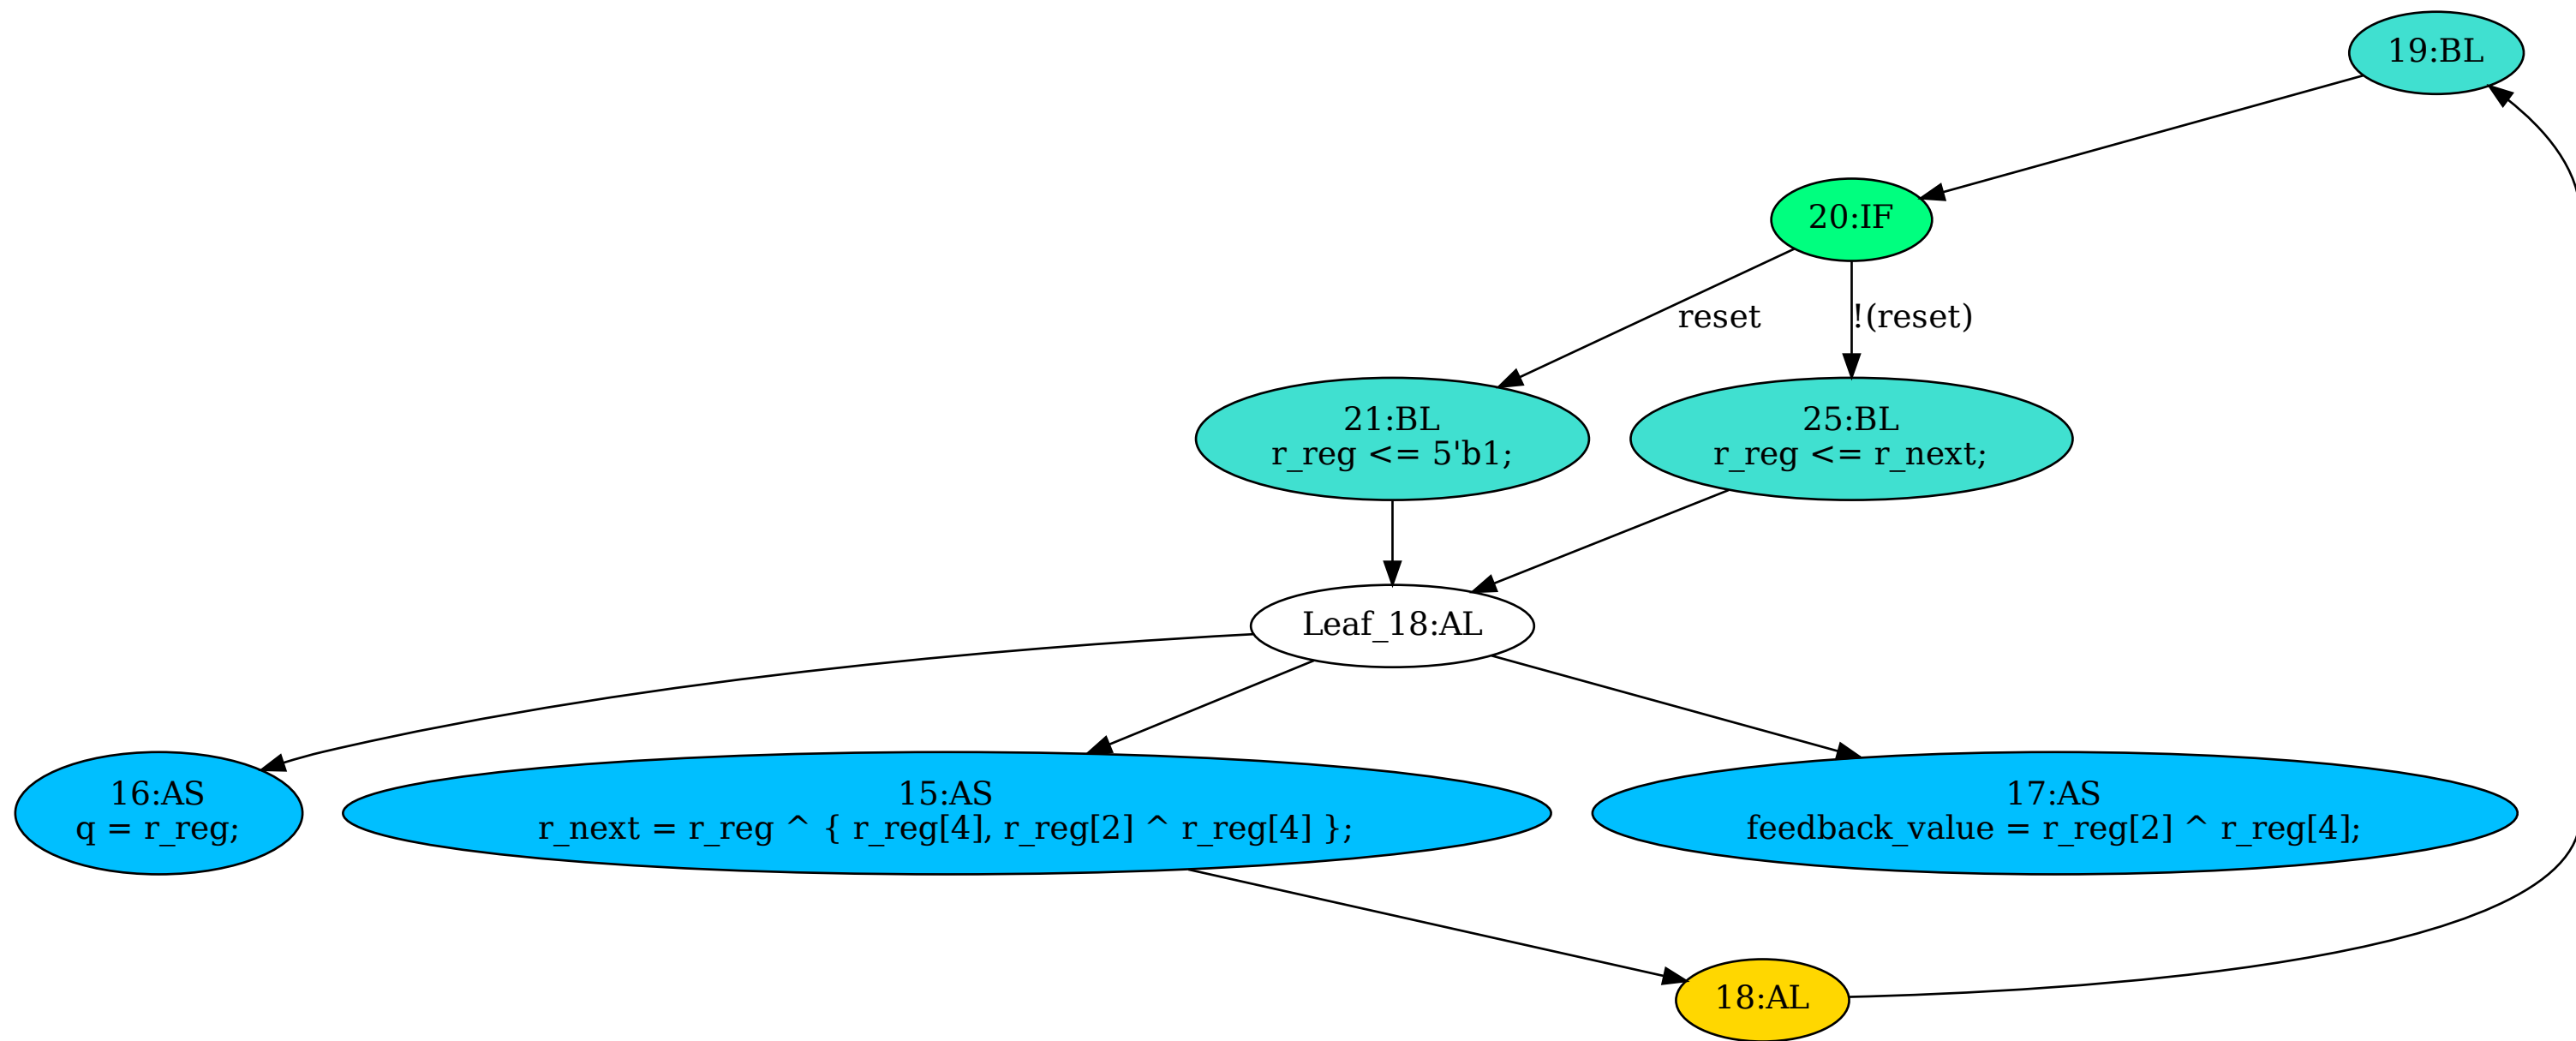 19:BL
20:IF
reset
!(reset)
21:BL
r_reg <= 5'b1;
25:BL
r_reg <= r_next;
Leaf_18:AL
16:AS
q = r_reg;
15:AS
r_next = r_reg ^ { r_reg[4], r_reg[2] ^ r_reg[4] };
17:AS
feedback_value = r_reg[2] ^ r_reg[4];
18:AL